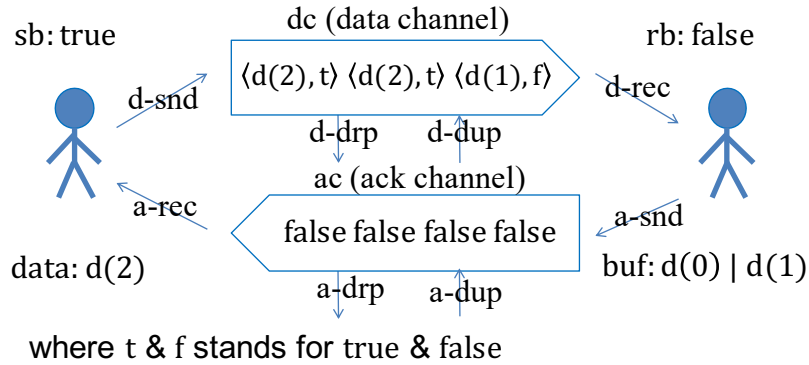 dc (data channel)
sb: true
rb: false
⟨d(2), t⟩ ⟨d(2), t⟩ ⟨d(1), f⟩
d-snd
d-rec
d-drp
d-dup
ac (ack channel)
a-rec
false false false false
a-snd
data: d(2)
buf: d(0) | d(1)
a-drp
a-dup
where t & f stands for true & false